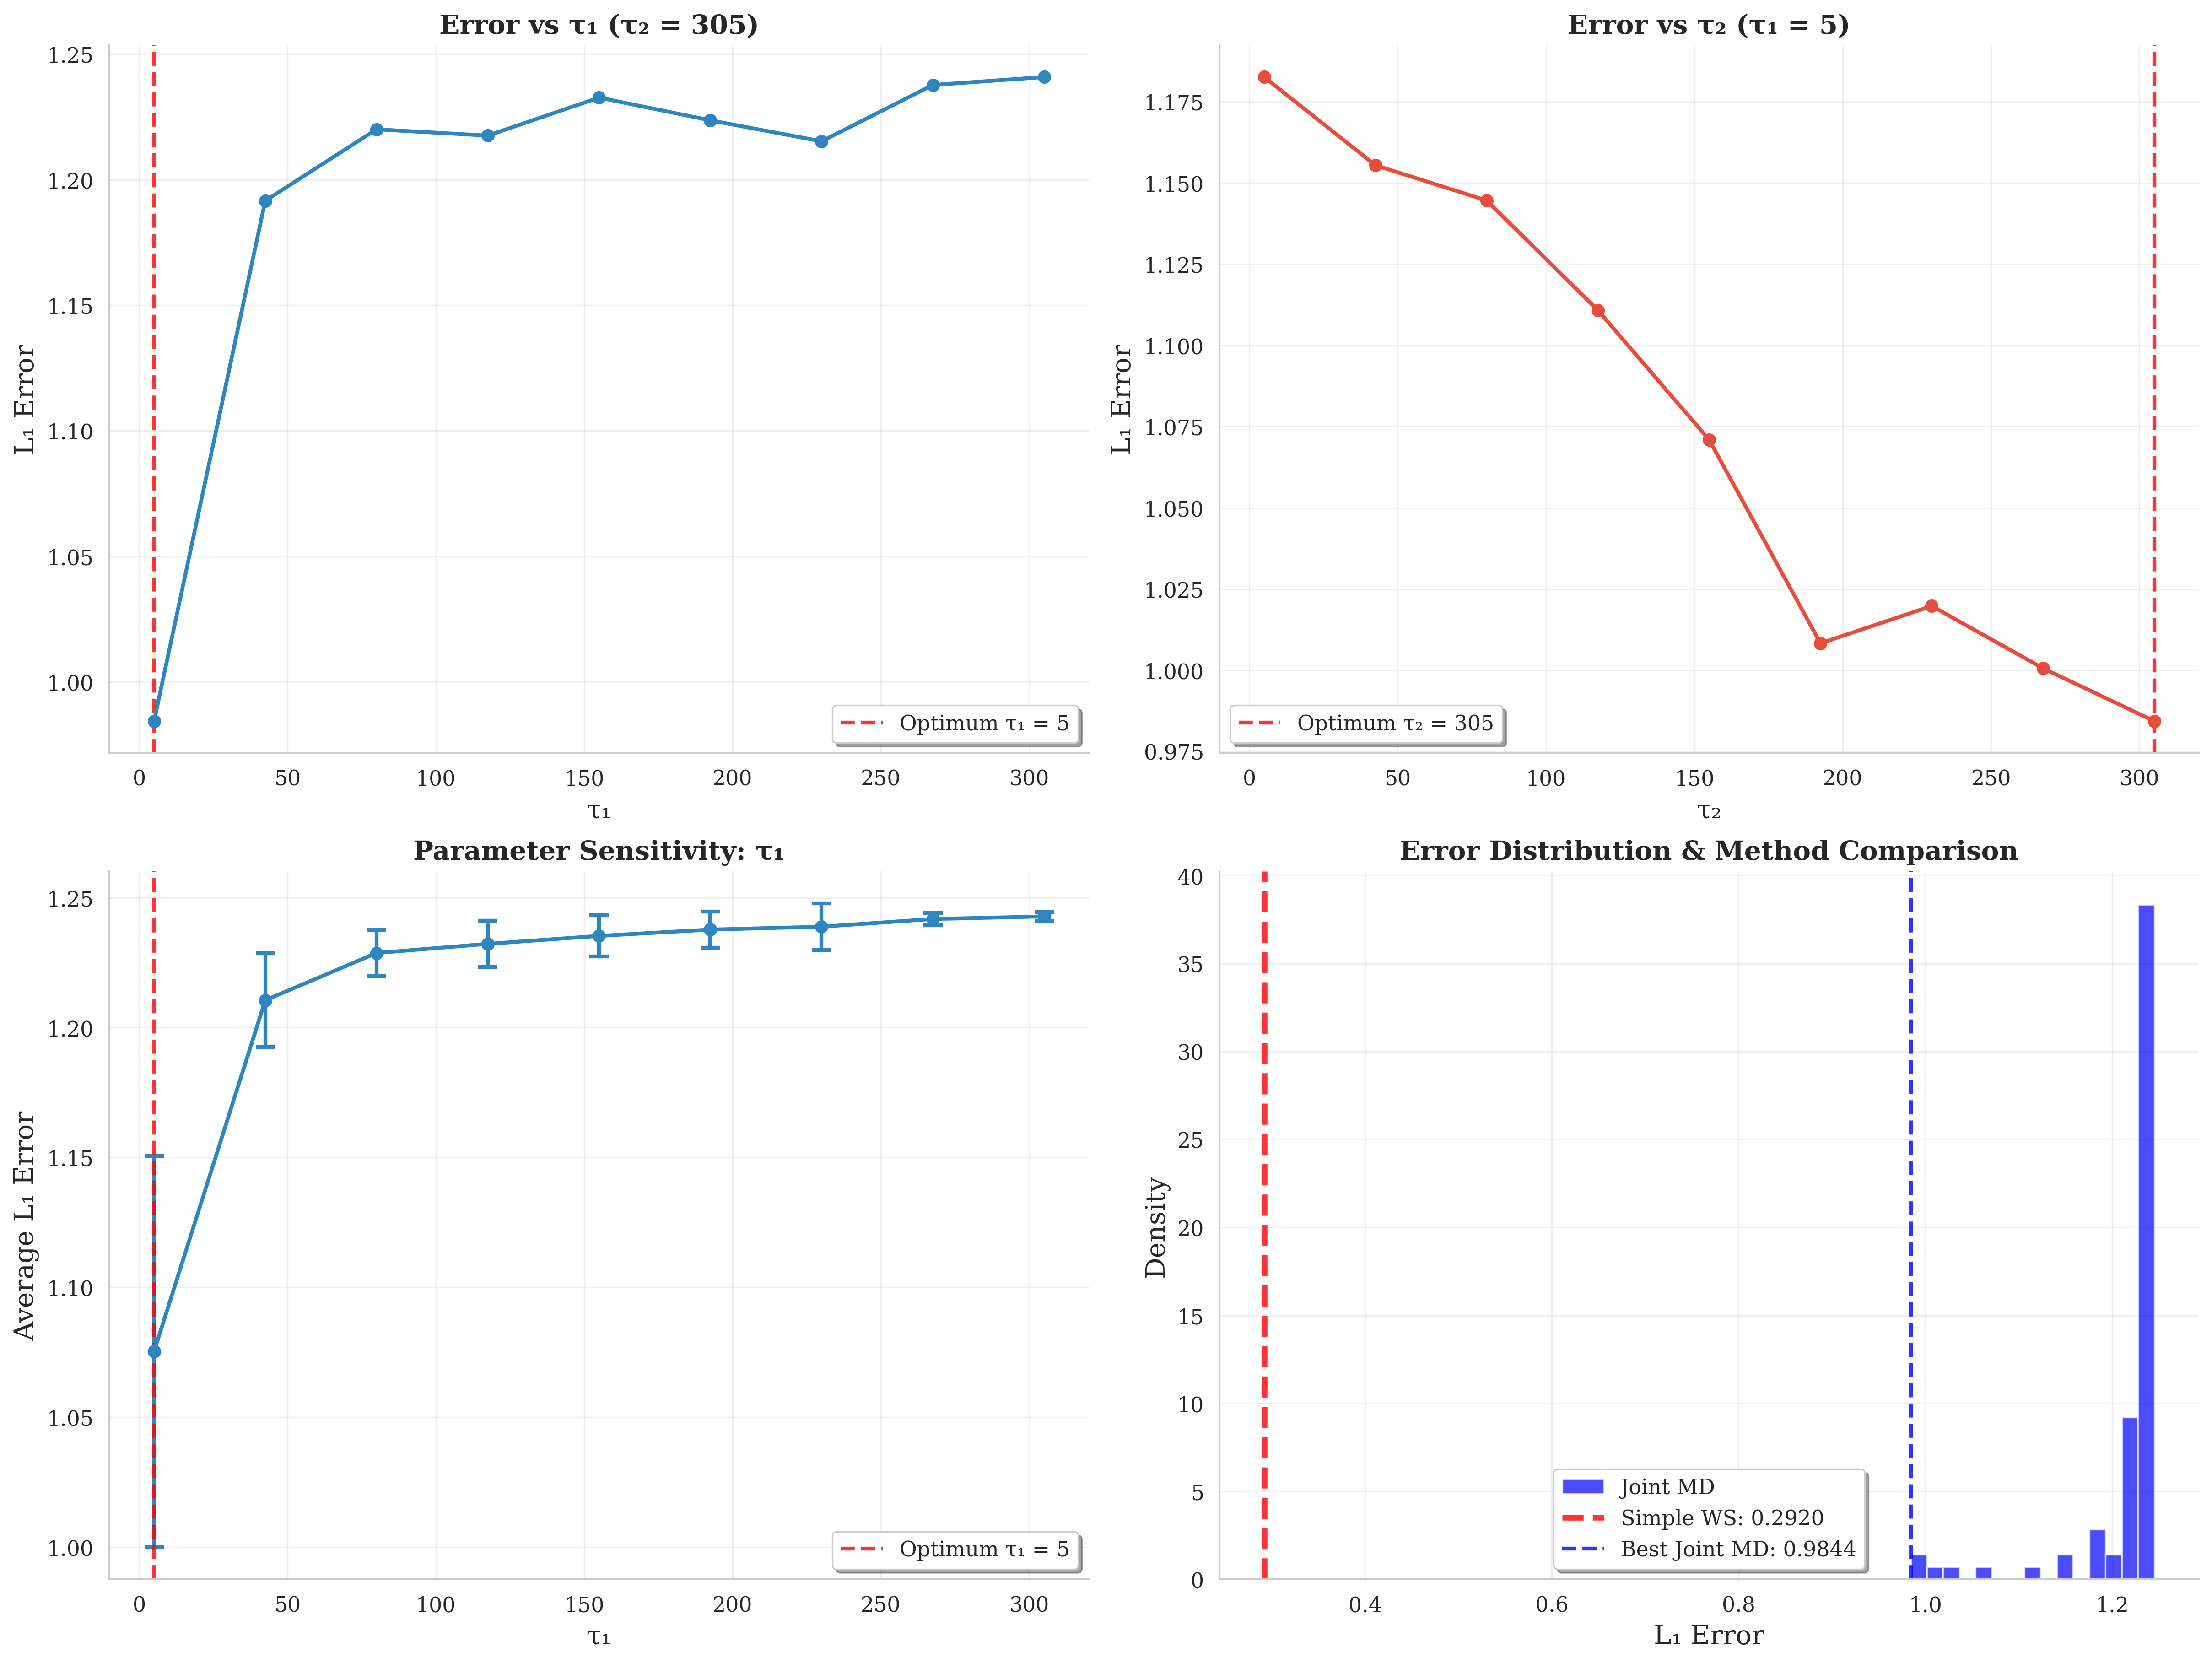 Error vs τ₁ (τ₂ = 305)
1.25
1.20
1.15
1.10
1.05
1.00
L₁ Error
0 50 100 150 200 250 300
τ₁
Optimum τ₁ = 5
Error vs τ₂ (τ₁ = 5)
1.175
1.150
1.125
1.100
1.075
1.050
1.025
1.000
0.975
L₁ Error
0 50 100 150 200 250 300
τ₂
Optimum τ₂ = 305
Parameter Sensitivity: τ₁
1.25
1.20
1.15
1.10
1.05
1.00
Average L₁ Error
0 50 100 150 200 250 300
τ₁
Optimum τ₁ = 5
Error Distribution & Method Comparison
40
35
30
25
20
15
10
5
0
Density
0.4 0.6 0.8 1.0 1.2
L₁ Error
Joint MD
Simple WS: 0.2920
Best Joint MD: 0.9844